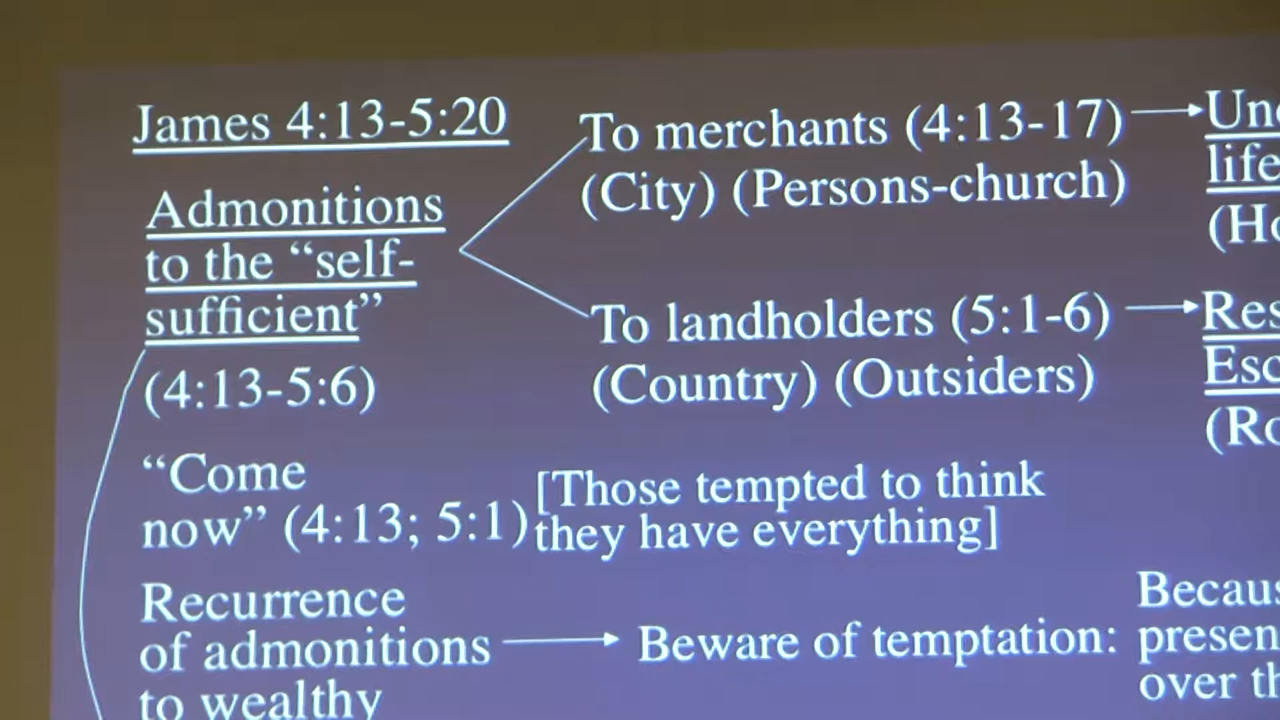 James 4:13-5:20
Admonitions
to the “self-
sufficient”
(4:13-5:6)
To merchants (4:13-17)
(City) (Persons-church)
To landholders (5:1-6)
(Country) (Outsiders)
life
“Come
now” (4:13; 5:1)
[Those tempted to think
they have everything]
Recurrence
of admonitions
to wealthy
Beware of temptation:
over